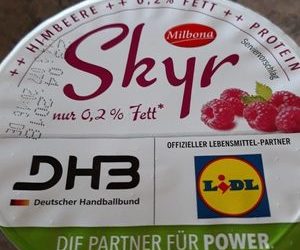 ++ HIMBEERE ++ 0,2% FETT ++ PROTEIN
Milbona
Skyr
Serviervorschlag
nur 0,2 % Fett*
OFFIZIELLER LEBENSMITTEL-PARTNER
DHB
Deutscher Handballbund
LIDL
DIE PARTNER FÜR POWER.